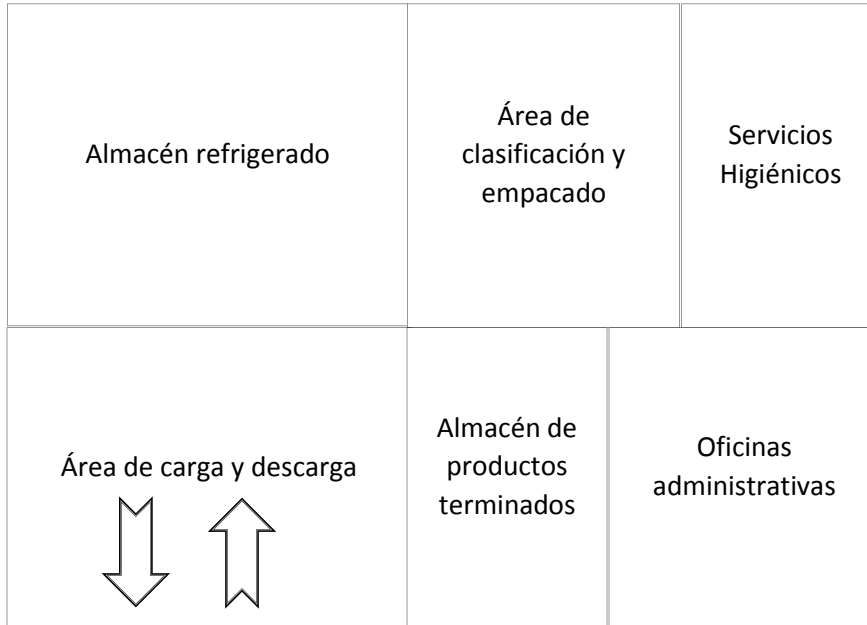 Almacén refrigerado
Área de
clasificación y
empacado
Servicios
Higiénicos
Área de carga y descarga
Almacén de
productos
terminados
Oficinas
administrativas